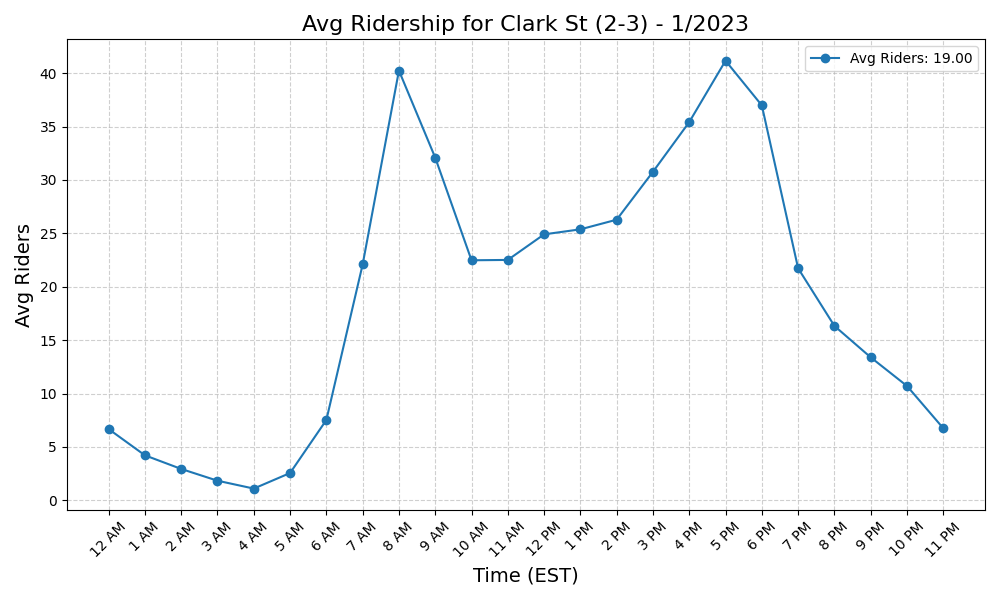 Avg Ridership for Clark St (2-3) - 1/2023
Avg Riders: 19.00
Avg Riders
40
35
30
25
20
15
10
5
0
12 AM
1 AM
2 AM
3 AM
4 AM
5 AM
6 AM
7 AM
8 AM
9 AM
10 AM
11 AM
12 PM
1 PM
2 PM
3 PM
4 PM
5 PM
6 PM
7 PM
8 PM
9 PM
10 PM
11 PM
Time (EST)